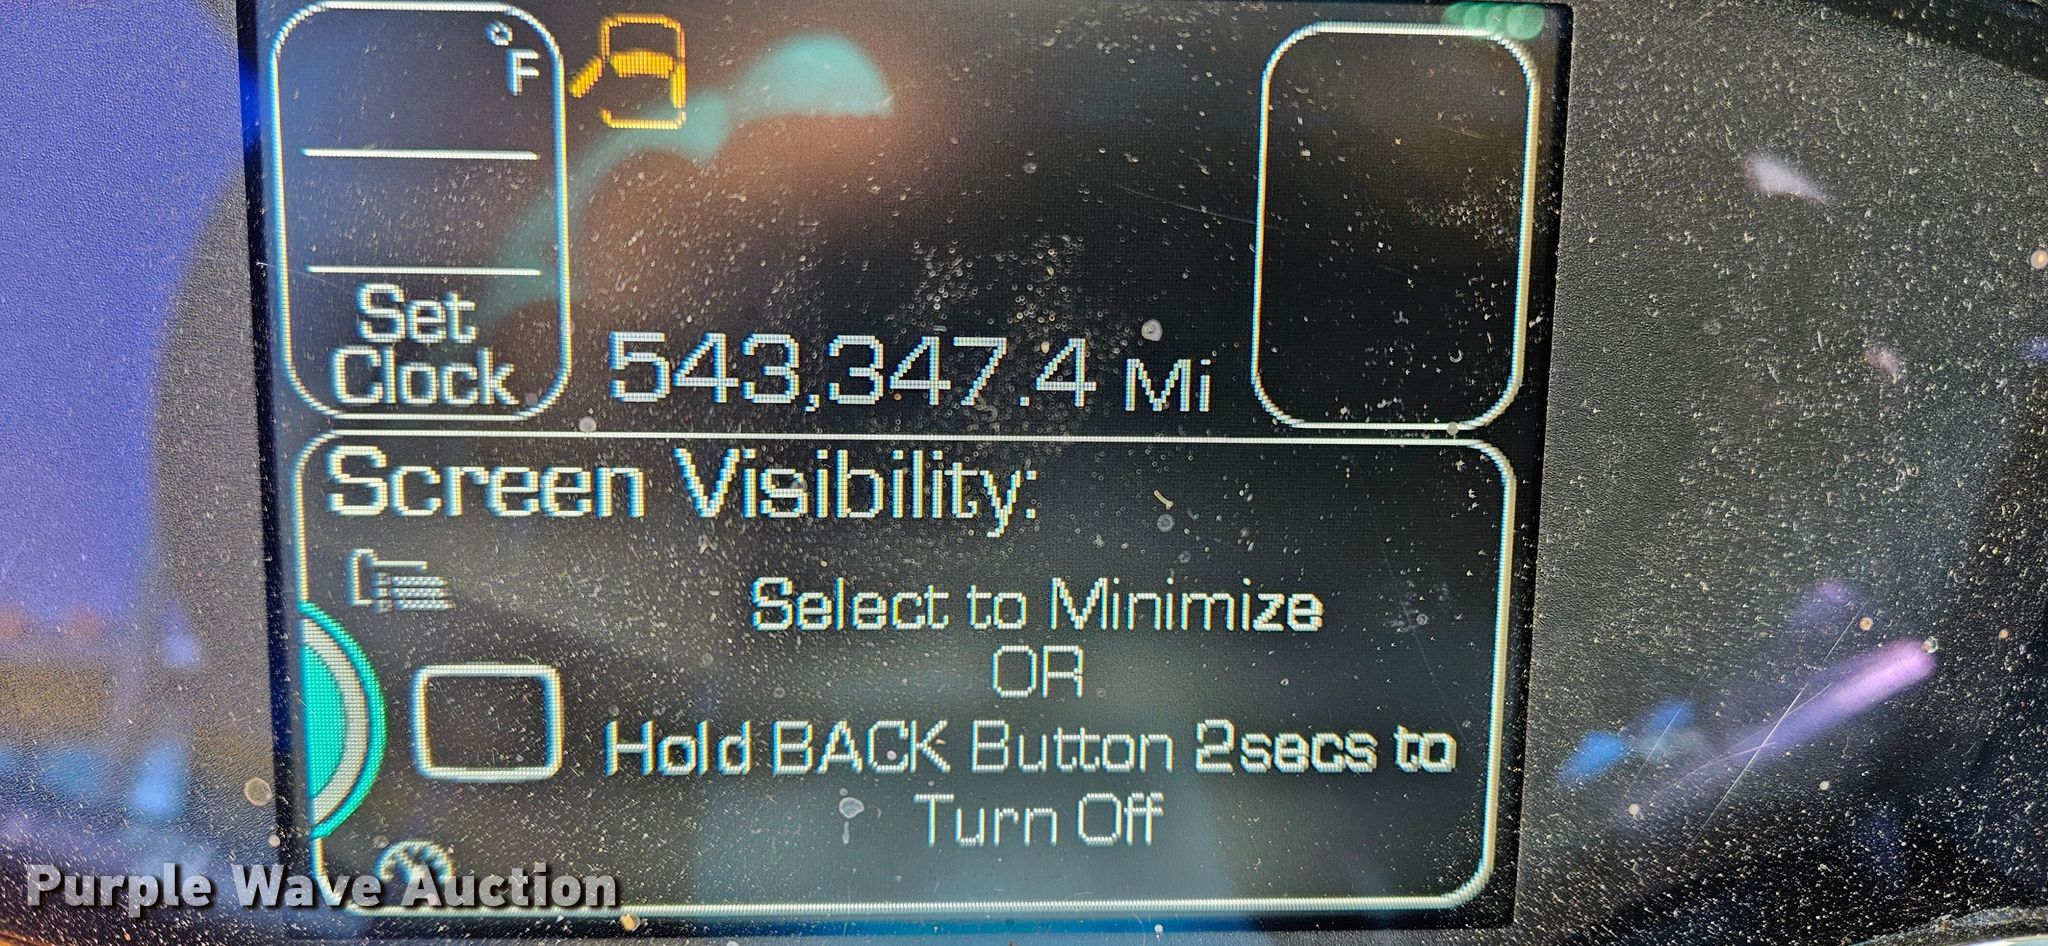 °F
Set
Clock
543,347.4 Mi
Screen Visibility:
Select to Minimize
OR
Hold BACK Button 2secs to
Turn Off
Purple Wave Auction